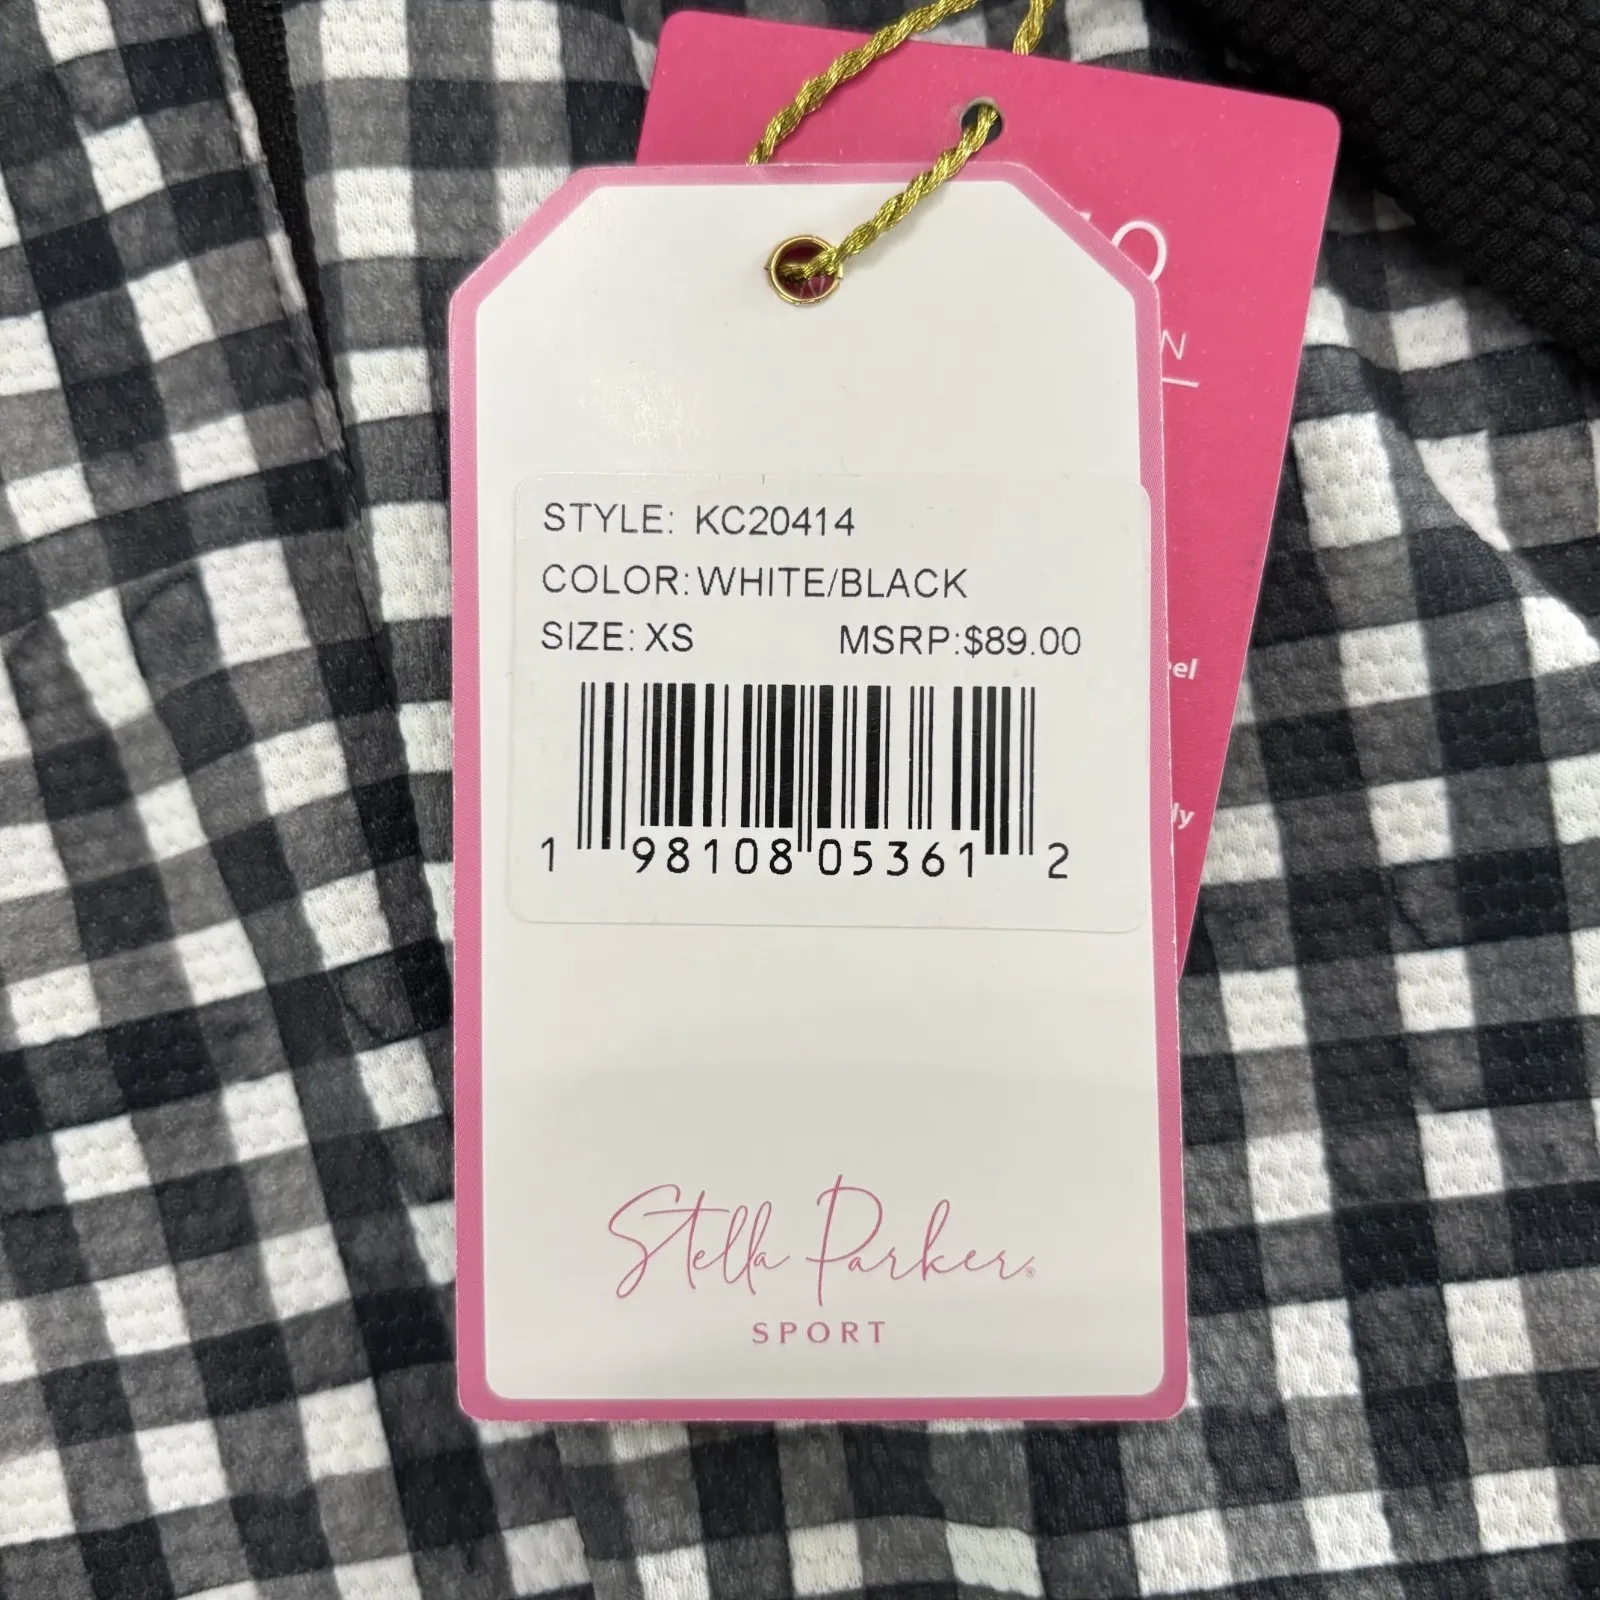 STYLE: KC20414
COLOR: WHITE/BLACK
SIZE: XS MSRP:$89.00
1 98108 05361 2
Stella Parker®
SPORT